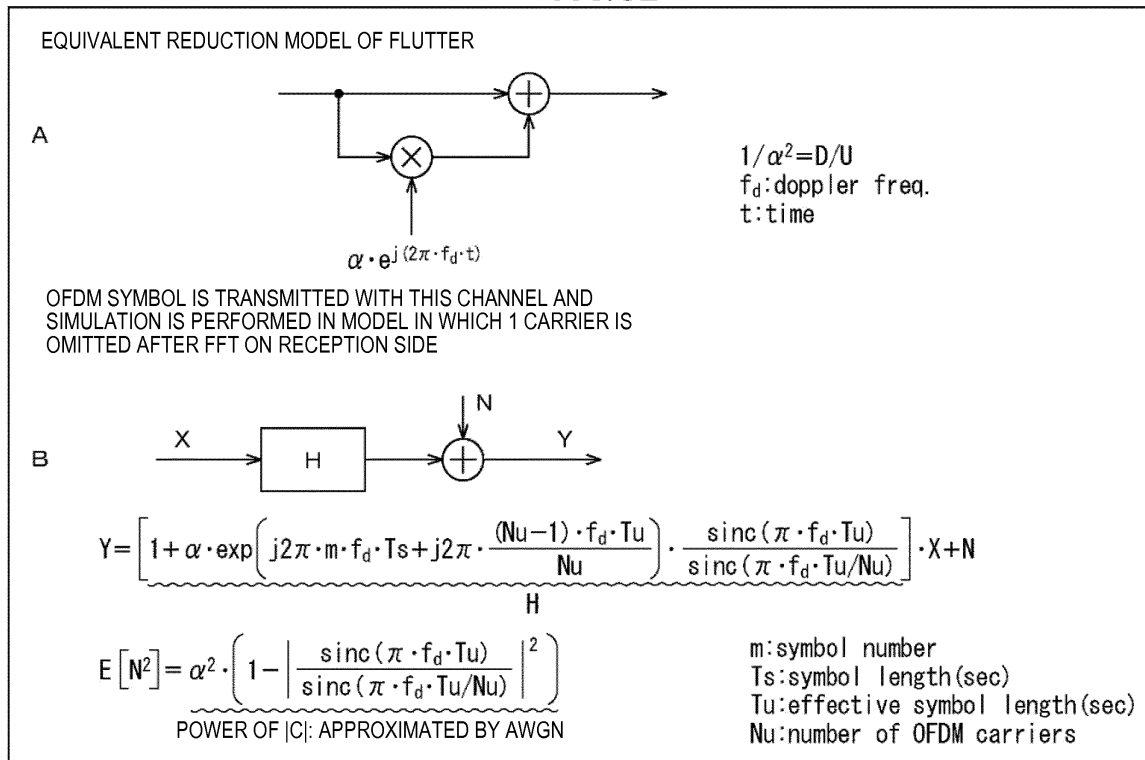 EQUIVALENT REDUCTION MODEL OF FLUTTER
A
1/α²=D/U
f_d:doppler freq.
t:time
α·e^{j(2π·f_d·t)}
OFDM SYMBOL IS TRANSMITTED WITH THIS CHANNEL AND
SIMULATION IS PERFORMED IN MODEL IN WHICH 1 CARRIER IS
OMITTED AFTER FFT ON RECEPTION SIDE
N
X
H
Y
B
Y=[1+α·exp(j2π·m·f_d·Ts+j2π·\frac{(Nu-1)·f_d·Tu}{Nu})·\frac{sinc(π·f_d·Tu)}{sinc(π·f_d·Tu/Nu)}]·X+N
H
E[N²]=α²·(1-|\frac{sinc(π·f_d·Tu)}{sinc(π·f_d·Tu/Nu)}|²)
POWER OF |C|: APPROXIMATED BY AWGN
m:symbol number
Ts:symbol length(sec)
Tu:effective symbol length(sec)
Nu:number of OFDM carriers